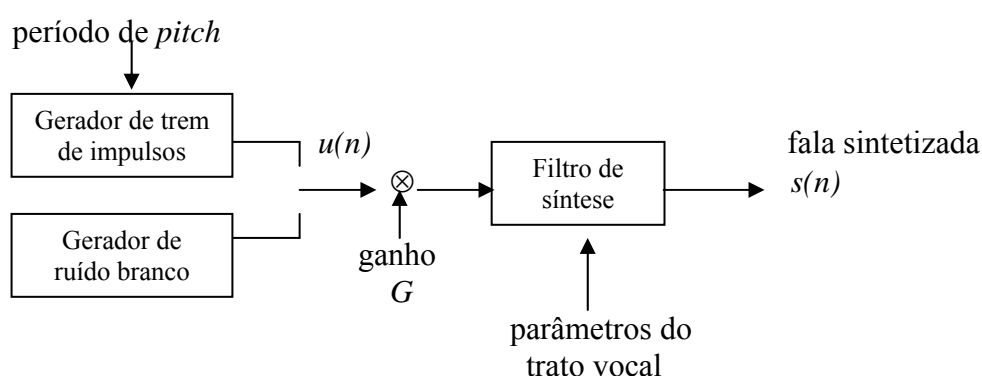 período de pitch
Gerador de trem
de impulsos
u(n)
Gerador de
ruído branco
⊗
ganho
G
Filtro de
síntese
parâmetros do
trato vocal
fala sintetizada
s(n)